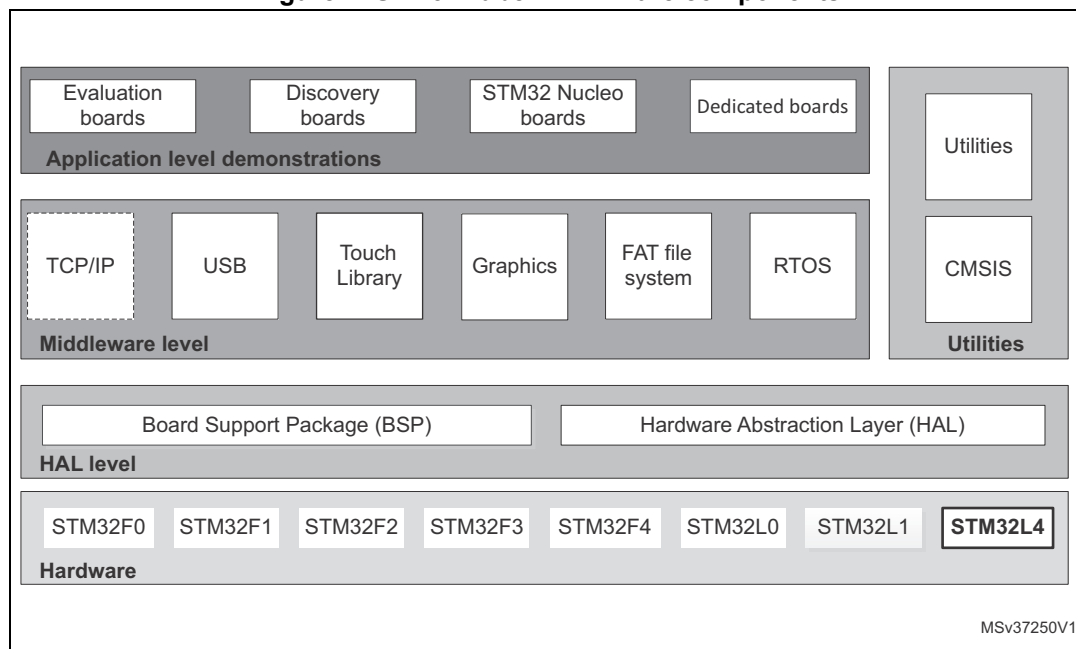 Evaluation
boards
Discovery
boards
STM32 Nucleo
boards
Dedicated boards
Application level demonstrations
TCP/IP
USB
Touch
Library
Graphics
FAT file
system
RTOS
Middleware level
Utilities
CMSIS
Utilities
Board Support Package (BSP)
Hardware Abstraction Layer (HAL)
HAL level
STM32F0
STM32F1
STM32F2
STM32F3
STM32F4
STM32L0
STM32L1
STM32L4
Hardware
MSv37250V1